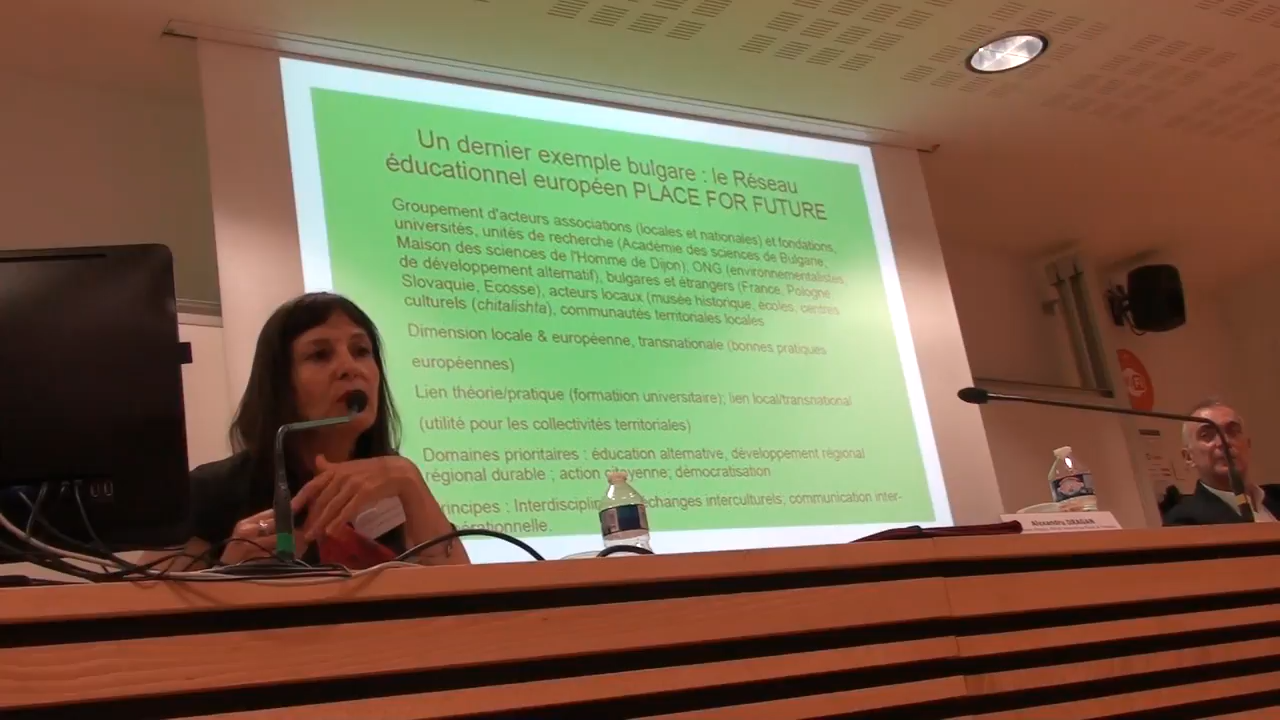 Un dernier exemple bulgare : le Réseau
éducationnel européen PLACE FOR FUTURE
Groupement d'acteurs associations (locales et nationales) et fondations,
universités, unités de recherche (Académie des sciences de Bulgarie,
Maison des sciences de l'Homme de Dijon), ONG (environnementalistes,
de développement alternatif), bulgares et étrangers (France, Pologne
Slovaquie, Ecosse), acteurs locaux (musée historique, écoles, centres
culturels (chitalishta), communautés territoriales locales
Dimension locale & européenne, transnationale (bonnes pratiques
européennes)
Lien théorie/pratique (formation universitaire); lien local/transnational
(utilité pour les collectivités territoriales)
Domaines prioritaires : éducation alternative, développement régional
régional durable ; action citoyenne; démocratisation
rincipes : Interdisciplin changes interculturels; communication inter-
nérationnelle.
Alexandru DRAGAN